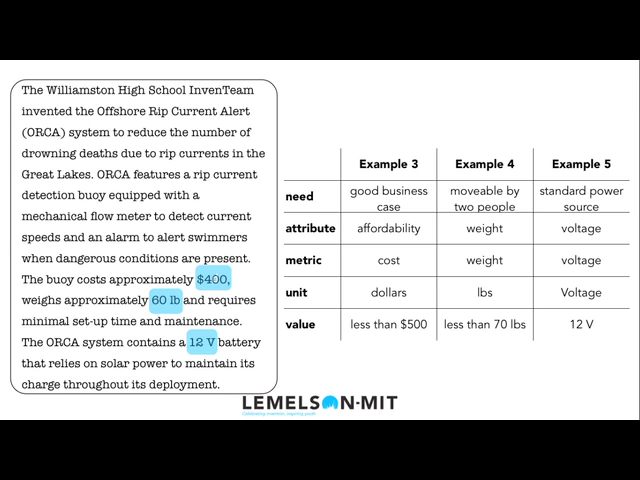 The Williamston High School InvenTeam
invented the Offshore Rip Current Alert
(ORCA) system to reduce the number of
drowning deaths due to rip currents in the
Great Lakes. ORCA features a rip current
detection buoy equipped with a
mechanical flow meter to detect current
speeds and an alarm to alert swimmers
when dangerous conditions are present.
The buoy costs approximately $400,
weighs approximately 60 lb and requires
minimal set-up time and maintenance.
The ORCA system contains a 12 V battery
that relies on solar power to maintain its
charge throughout its deployment.
Example 3 Example 4 Example 5
need good business case moveable by two people standard power source
attribute affordability weight voltage
metric cost weight voltage
unit dollars lbs Voltage
value less than $500 less than 70 lbs 12 V
LEMELSON-MIT
Celebrating invention, inspiring youth